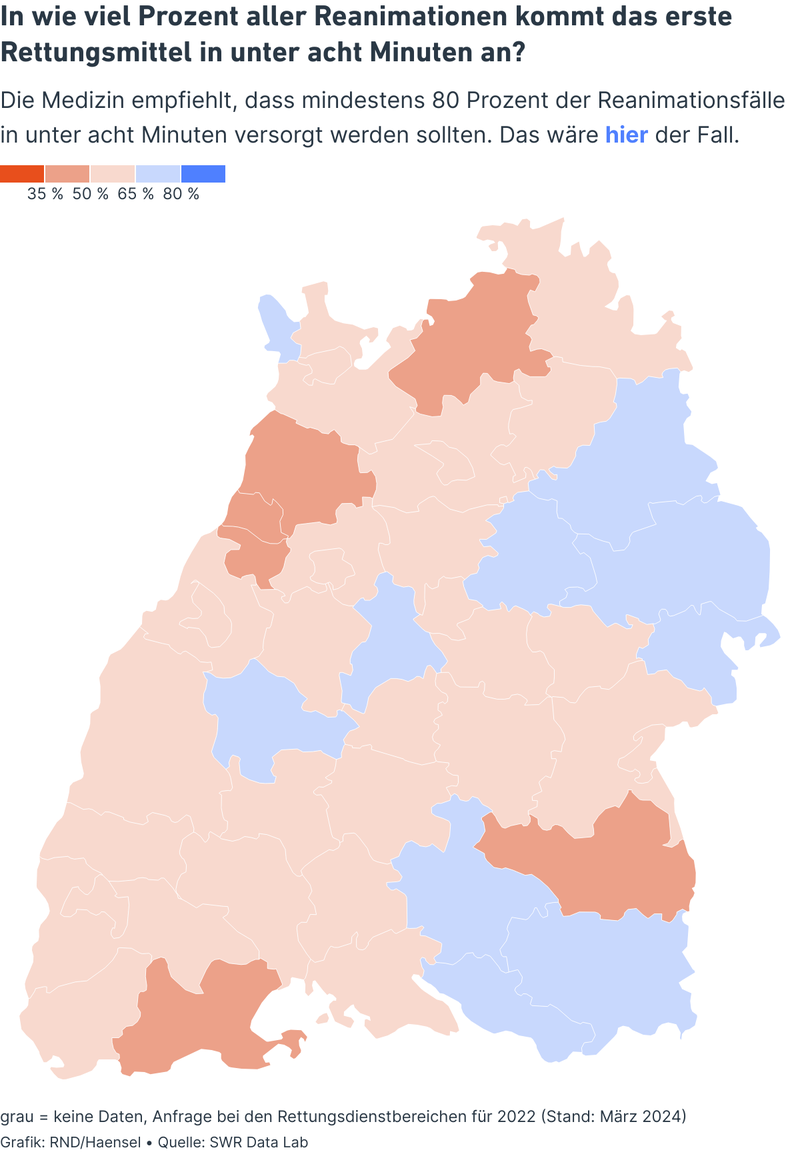 In wie viel Prozent aller Reanimationen kommt das erste
Rettungsmittel in unter acht Minuten an?
Die Medizin empfiehlt, dass mindestens 80 Prozent der Reanimationsfälle
in unter acht Minuten versorgt werden sollten. Das wäre hier der Fall.
35 % 50 % 65 % 80 %
grau = keine Daten, Anfrage bei den Rettungsdienstbereichen für 2022 (Stand: März 2024)
Grafik: RND/Haensel • Quelle: SWR Data Lab